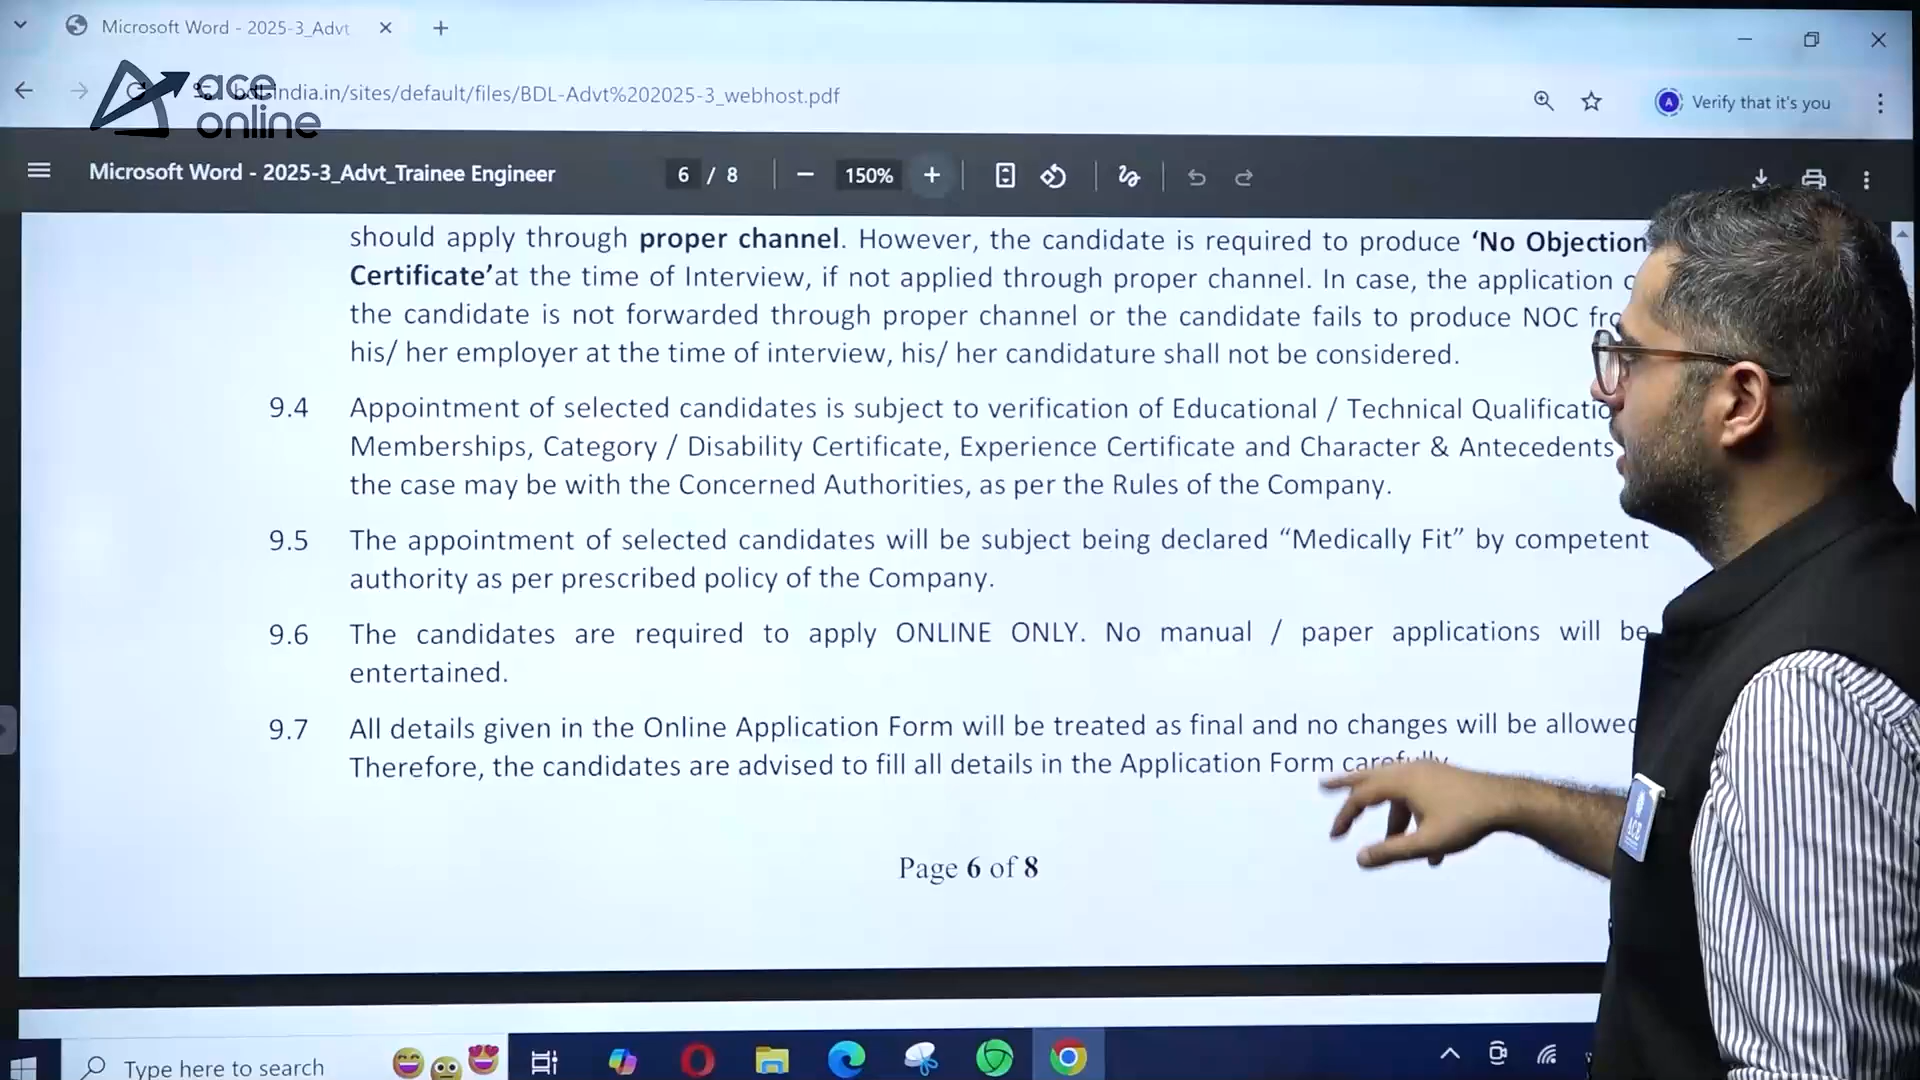 Microsoft Word - 2025-3_Advt
ace
online
india.in/sites/default/files/BDL-Advt%202025-3_webhost.pdf
Verify that it's you
Microsoft Word - 2025-3_Advt_Trainee Engineer
6 / 8
150%
should apply through proper channel. However, the candidate is required to produce ‘No Objection
Certificate’at the time of Interview, if not applied through proper channel. In case, the application
the candidate is not forwarded through proper channel or the candidate fails to produce NOC
his/ her employer at the time of interview, his/ her candidature shall not be considered.
9.4 Appointment of selected candidates is subject to verification of Educational / Technical
Memberships, Category / Disability Certificate, Experience Certificate and Character & Antecedents
the case may be with the Concerned Authorities, as per the Rules of the Company.
9.5 The appointment of selected candidates will be subject being declared “Medically Fit” by competent
authority as per prescribed policy of the Company.
9.6 The candidates are required to apply ONLINE ONLY. No manual / paper applications will be
entertained.
9.7 All details given in the Online Application Form will be treated as final and no changes will be allowed
Therefore, the candidates are advised to fill all details in the Application Form carefully
Page 6 of 8
ACE
Type here to search